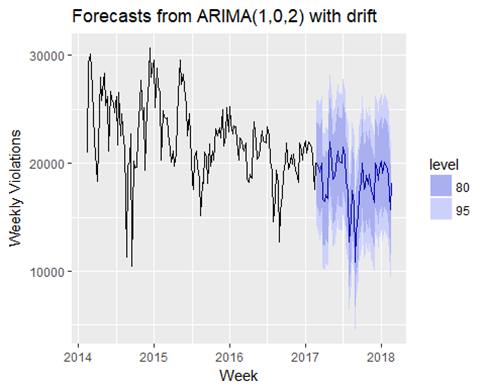 Forecasts from ARIMA(1,0,2) with drift
30000
20000
10000
Weekly Violations
2014
2015
2016
2017
2018
Week
level
80
95